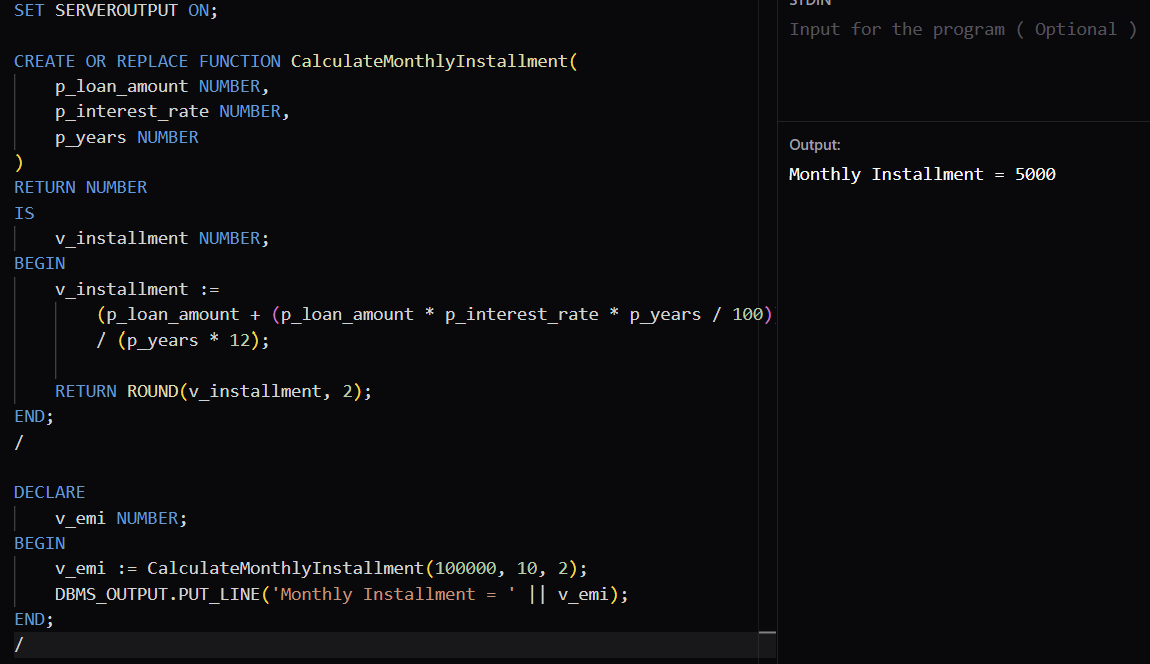 SET SERVEROUTPUT ON;
CREATE OR REPLACE FUNCTION CalculateMonthlyInstallment(
    p_loan_amount NUMBER,
    p_interest_rate NUMBER,
    p_years NUMBER
)
RETURN NUMBER
IS
    v_installment NUMBER;
BEGIN
    v_installment :=
        (p_loan_amount + (p_loan_amount * p_interest_rate * p_years / 100)
        / (p_years * 12);
    RETURN ROUND(v_installment, 2);
END;
/
DECLARE
    v_emi NUMBER;
BEGIN
    v_emi := CalculateMonthlyInstallment(100000, 10, 2);
    DBMS_OUTPUT.PUT_LINE('Monthly Installment = ' || v_emi);
END;
/
STDIN
Input for the program ( Optional )
Output:
Monthly Installment = 5000